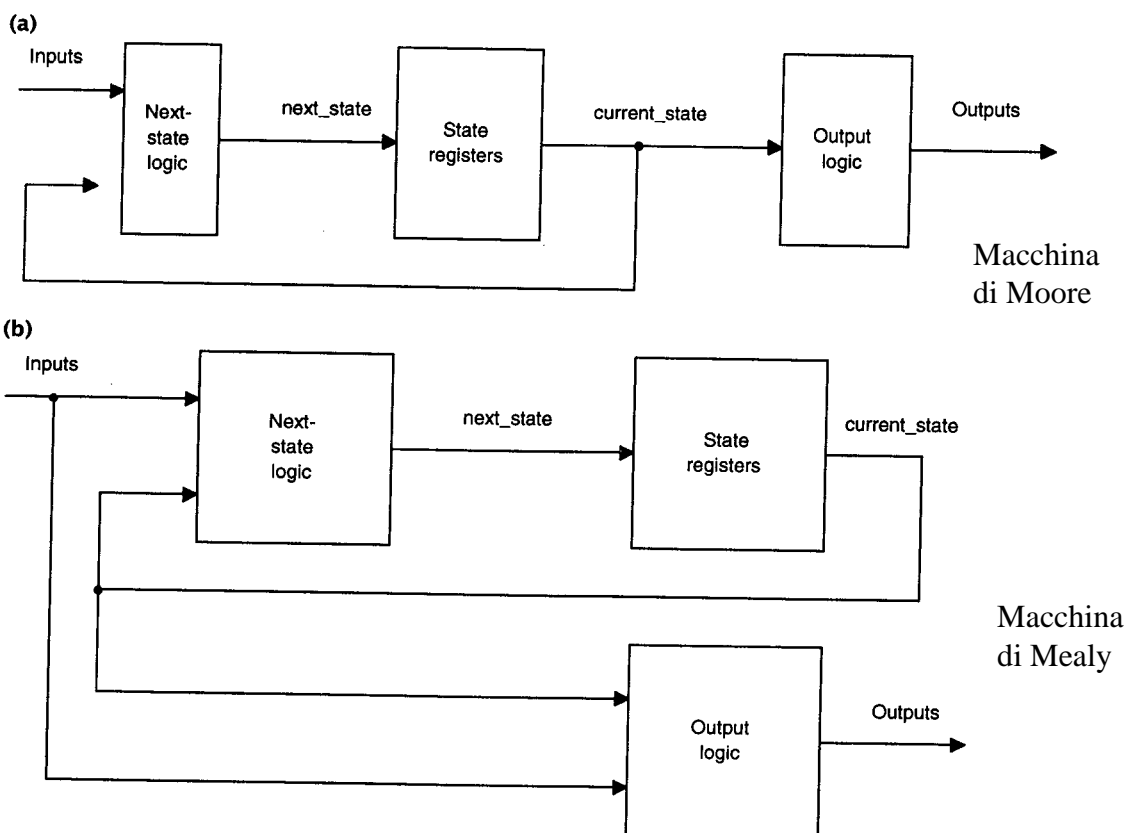 (a)
Inputs
Next-
state
logic
next_state
State
registers
current_state
Output
logic
Outputs
Macchina
di Moore
(b)
Inputs
Next-
state
logic
next_state
State
registers
current_state
Macchina
di Mealy
Output
logic
Outputs